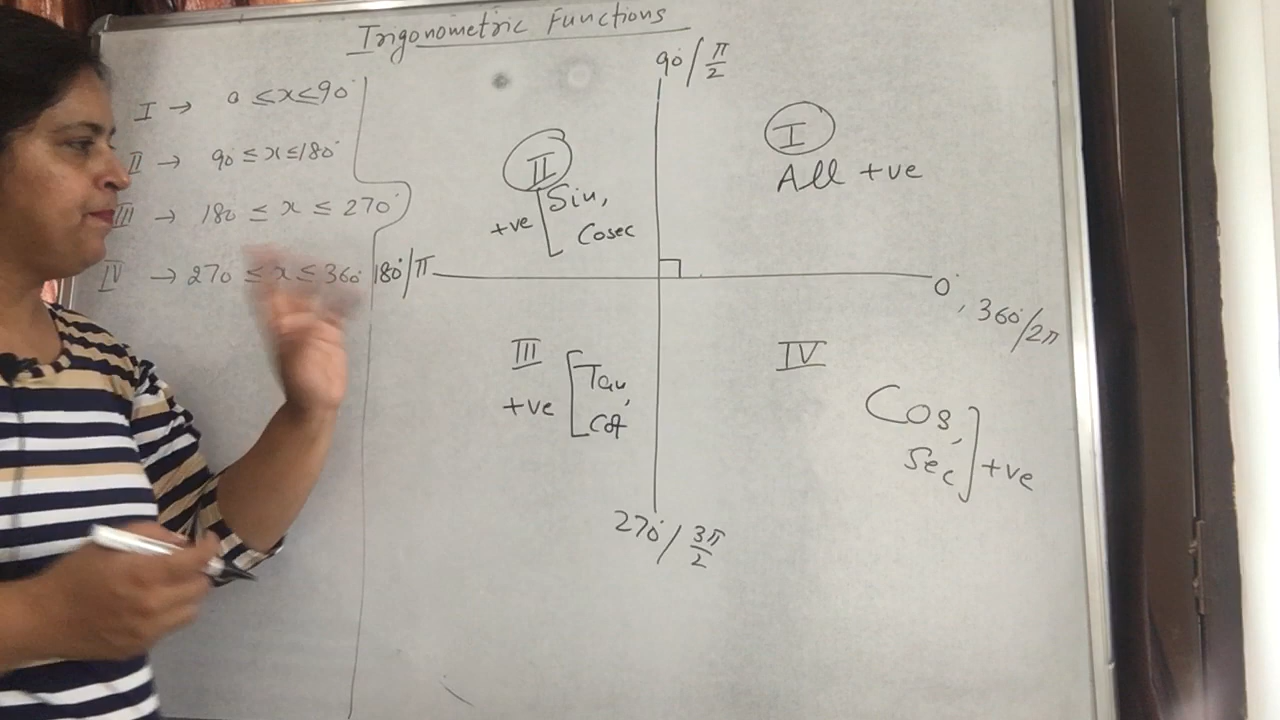 Trigonometric Functions
I → 0 ≤ x ≤ 90°
II → 90 ≤ x ≤ 180°
III → 180 ≤ x ≤ 270°
IV → 270 ≤ x ≤ 360°
90°/π/2
I
All +ve
II
+ve [Sin,
Cosec
180°/π
0°, 360°/2π
III
+ve [Tan,
Cot
IV
Cos,
Sec] +ve
270°/3π/2